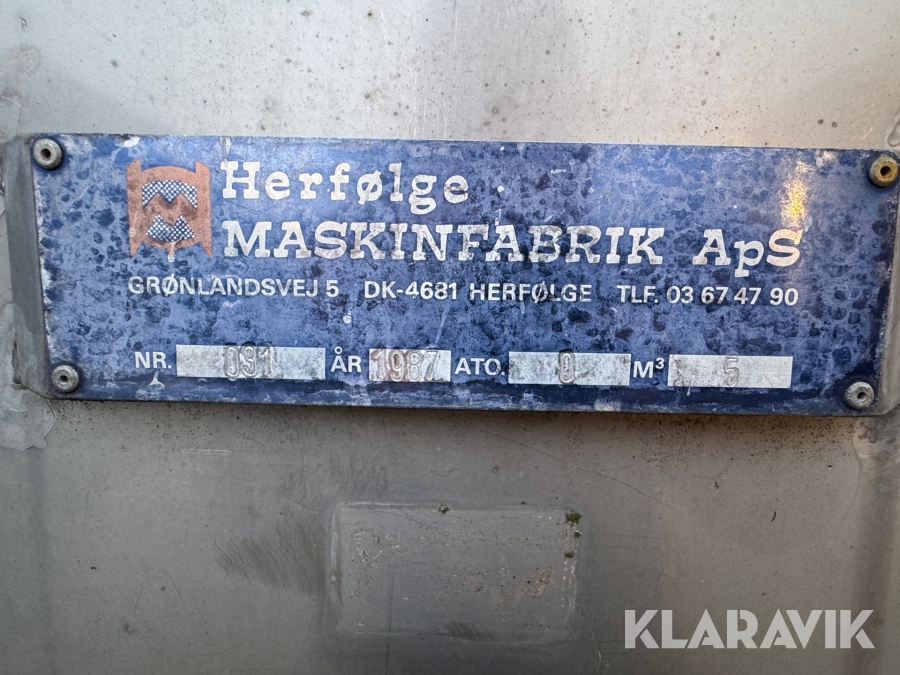 Herfølge
MASKINFABRIK ApS
GRØNLANDSVEJ 5 DK-4681 HERFØLGE TLF. 03 67 47 90
NR. 091 ÅR 1987 ATO. 0 M³ 5
KLARAVIK